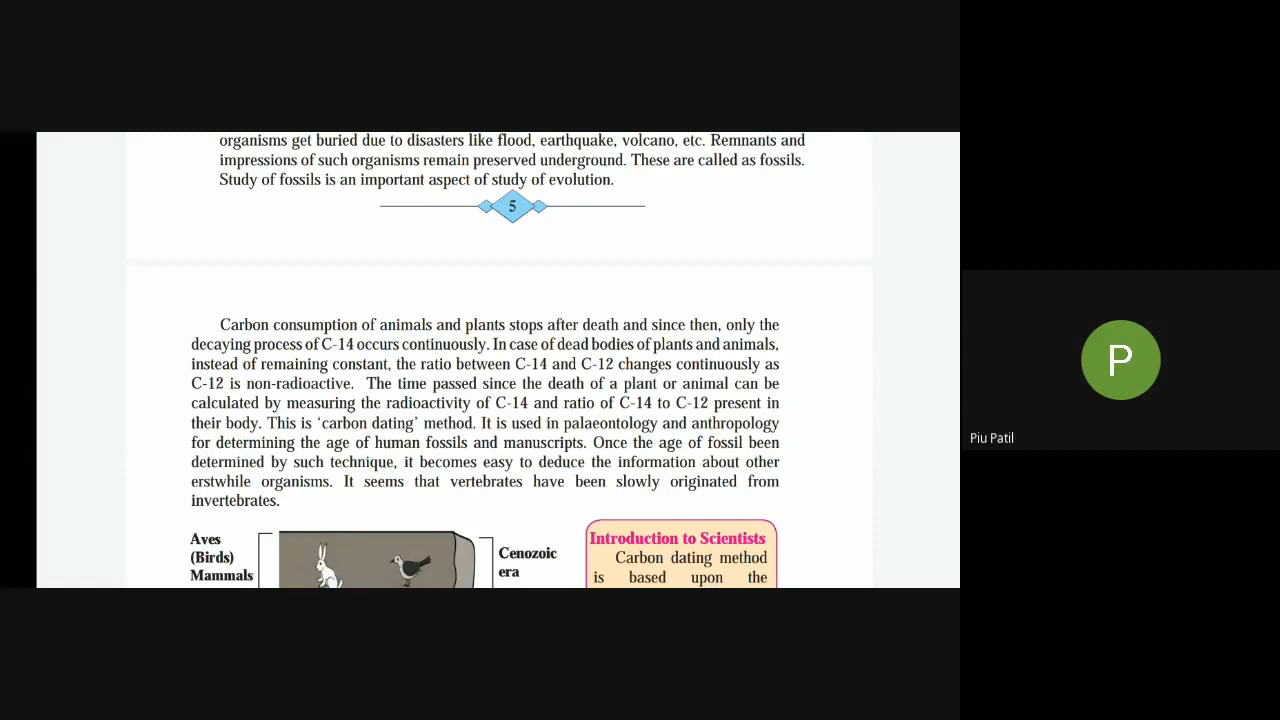 organisms get buried due to disasters like flood, earthquake, volcano, etc. Remnants and
impressions of such organisms remain preserved underground. These are called as fossils.
Study of fossils is an important aspect of study of evolution.
5
Carbon consumption of animals and plants stops after death and since then, only the
decaying process of C-14 occurs continuously. In case of dead bodies of plants and animals,
instead of remaining constant, the ratio between C-14 and C-12 changes continuously as
C-12 is non-radioactive. The time passed since the death of a plant or animal can be
calculated by measuring the radioactivity of C-14 and ratio of C-14 to C-12 present in
their body. This is ‘carbon dating’ method. It is used in palaeontology and anthropology
for determining the age of human fossils and manuscripts. Once the age of fossil been
determined by such technique, it becomes easy to deduce the information about other
erstwhile organisms. It seems that vertebrates have been slowly originated from
invertebrates.
Aves
(Birds)
Mammals
Cenozoic
era
Introduction to Scientists
Carbon dating method
is based upon the
P
Piu Patil